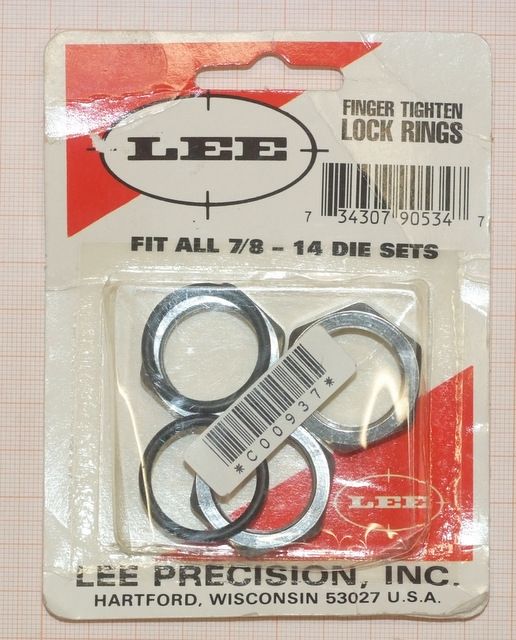 LEE
FINGER TIGHTEN
LOCK RINGS
7 34307 90534 7
FIT ALL 7/8 - 14 DIE SETS
*C00937*
LEE
LEE PRECISION, INC.
HARTFORD, WISCONSIN 53027 U.S.A.